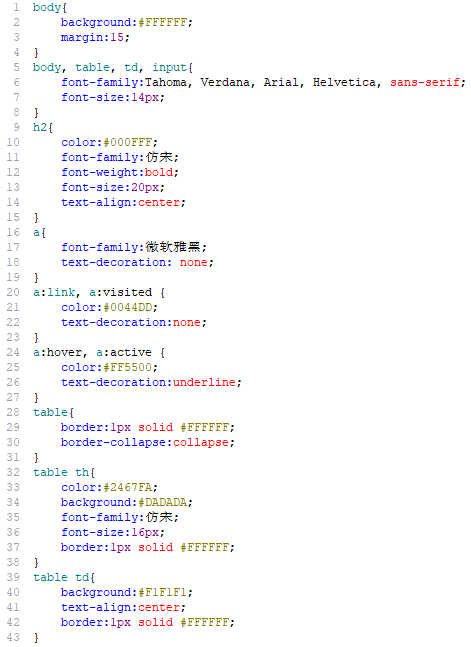 1 body{
2     background:#FFFFFF;
3     margin:15;
4 }
5 body, table, td, input{
6     font-family:Tahoma, Verdana, Arial, Helvetica, sans-serif;
7     font-size:14px;
8 }
9 h2{
10     color:#000FFF;
11     font-family:仿宋;
12     font-weight:bold;
13     font-size:20px;
14     text-align:center;
15 }
16 a{
17     font-family:微软雅黑;
18     text-decoration: none;
19 }
20 a:link, a:visited {
21     color:#0044DD;
22     text-decoration:none;
23 }
24 a:hover, a:active {
25     color:#FF5500;
26     text-decoration:underline;
27 }
28 table{
29     border:1px solid #FFFFFF;
30     border-collapse:collapse;
31 }
32 table th{
33     color:#2467FA;
34     background:#DADADA;
35     font-family:仿宋;
36     font-size:16px;
37     border:1px solid #FFFFFF;
38 }
39 table td{
40     background:#F1F1F1;
41     text-align:center;
42     border:1px solid #FFFFFF;
43 }